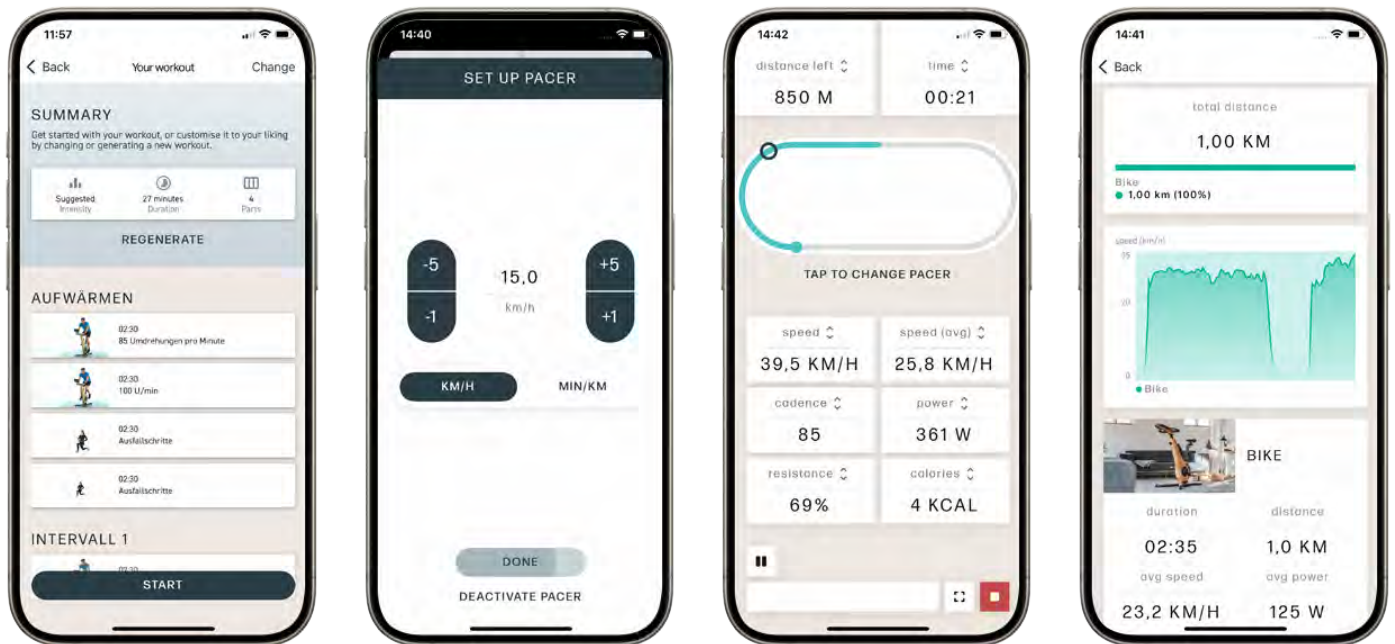 11:57
Back
Your workout
Change
SUMMARY
Get started with your workout, or customise it to your liking
by changing or generating a new workout.
Suggested
Intensity
27 minutes
Duration
4
Parts
REGENERATE
AUFWÄRMEN
02:30
85 Umdrehungen pro Minute
02:30
100 U/min
02:30
Ausfallschritte
02:30
Ausfallschritte
INTERVALL 1
02:30
START
14:40
SET UP PACER
-5
-1
15,0
km/h
+5
+1
KM/H
MIN/KM
DONE
DEACTIVATE PACER
14:42
distance left
850 M
time
00:21
TAP TO CHANGE PACER
speed
39,5 KM/H
speed (avg)
25,8 KM/H
cadence
85
power
361 W
resistance
69%
calories
4 KCAL
14:41
Back
total distance
1,00 KM
Bike
1,00 km (100%)
speed (km/h)
20
0
Bike
BIKE
duration
02:35
distance
1,0 KM
avg speed
23,2 KM/H
avg power
125 W